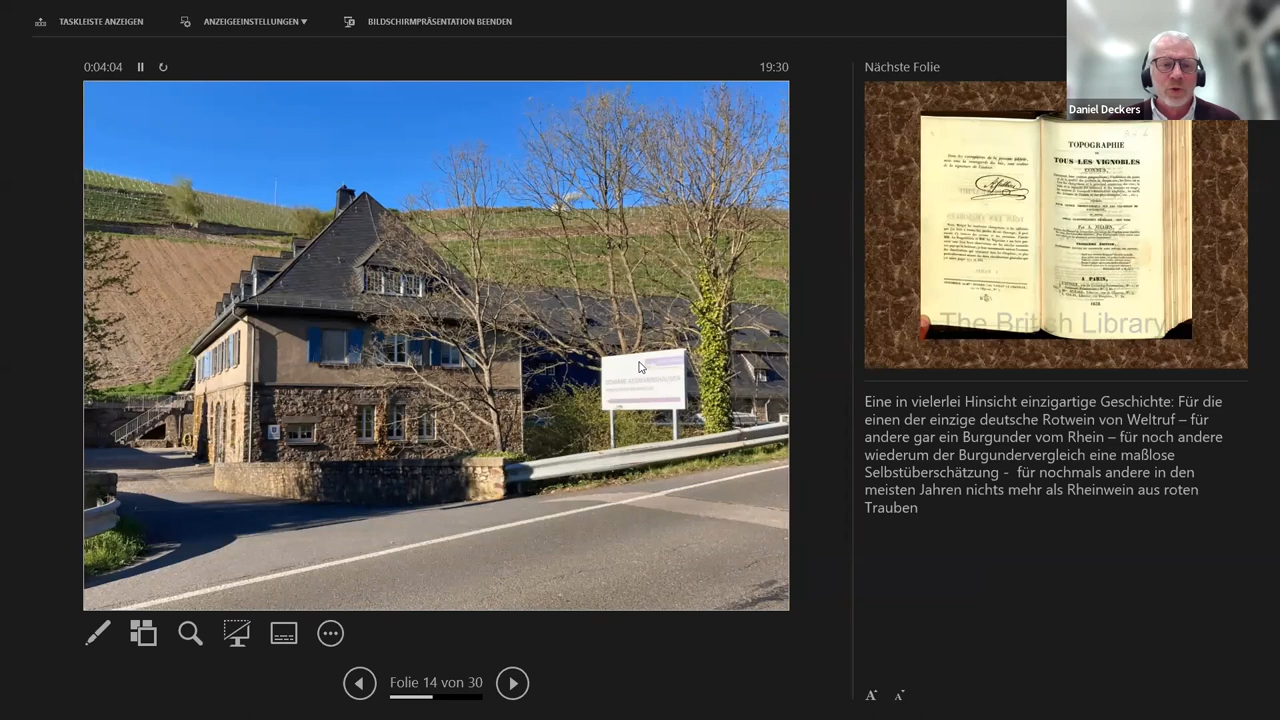 TASKLEISTE ANZEIGEN
ANZEIGEEINSTELLUNGEN ▼
BILDSCHIRMPRÄSENTATION BEENDEN
0:04:04
19:30
Nächste Folie
Daniel Deckers
TOPOGRAPHIE
TOUS LES VIGNOBLES
A PARIS,
The British Library
Eine in vielerlei Hinsicht einzigartige Geschichte: Für die
einen der einzige deutsche Rotwein von Weltruf – für
andere gar ein Burgunder vom Rhein – für noch andere
wiederum der Burgundervergleich eine maßlose
Selbstüberschätzung -  für nochmals andere in den
meisten Jahren nichts mehr als Rheinwein aus roten
Trauben
Folie 14 von 30